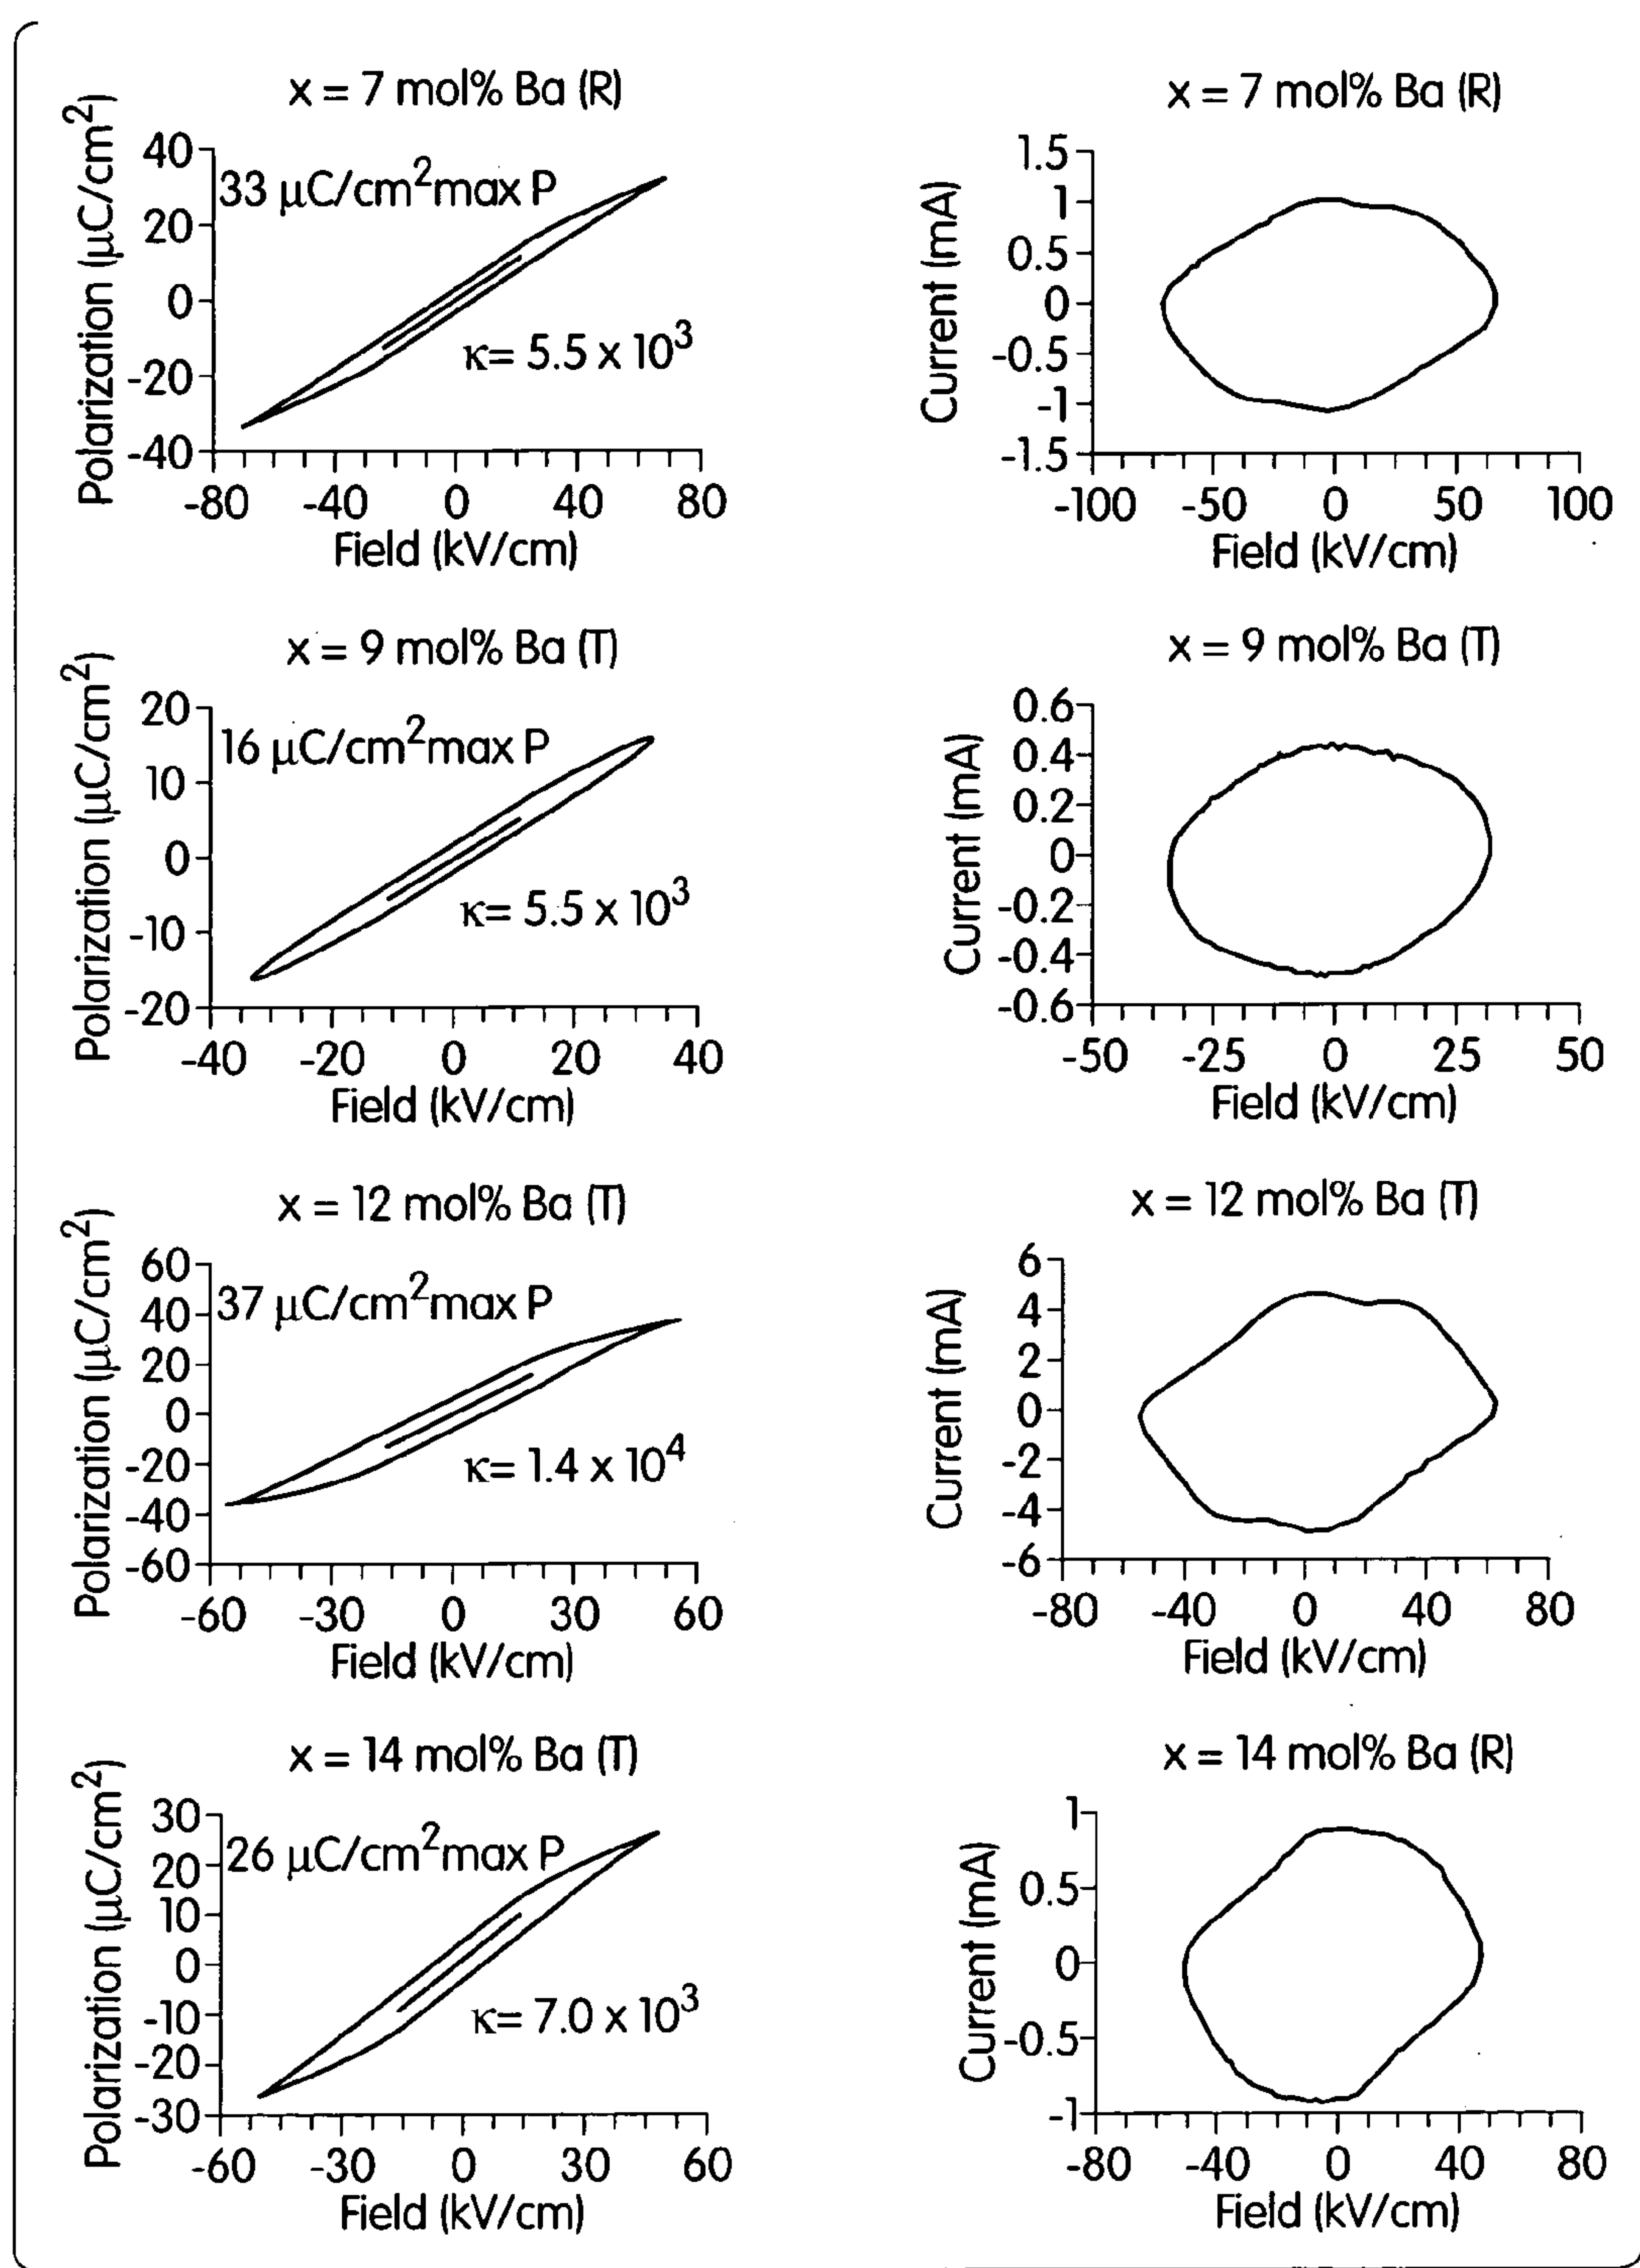 x = 7 mol% Ba (R)
Polarization (μC/cm²)
40
20
0
-20
-40
33 μC/cm²max P
κ= 5.5 x 10³
-80 -40 0 40 80
Field (kV/cm)
x = 7 mol% Ba (R)
Current (mA)
1.5
1
0.5
0
-0.5
-1
-1.5
-100 -50 0 50 100
Field (kV/cm)
x = 9 mol% Ba (T)
Polarization (μC/cm²)
20
10
0
-10
-20
16 μC/cm²max P
κ= 5.5 x 10³
-40 -20 0 20 40
Field (kV/cm)
x = 9 mol% Ba (T)
Current (mA)
0.6
0.4
0.2
0
-0.2
-0.4
-0.6
-50 -25 0 25 50
Field (kV/cm)
x = 12 mol% Ba (T)
Polarization (μC/cm²)
60
40
20
0
-20
-40
-60
37 μC/cm²max P
κ= 1.4 x 10⁴
-60 -30 0 30 60
Field (kV/cm)
x = 12 mol% Ba (T)
Current (mA)
6
4
2
0
-2
-4
-6
-80 -40 0 40 80
Field (kV/cm)
x = 14 mol% Ba (T)
Polarization (μC/cm²)
30
20
10
0
-10
-20
-30
26 μC/cm²max P
κ= 7.0 x 10³
-60 -30 0 30 60
Field (kV/cm)
x = 14 mol% Ba (R)
Current (mA)
1
0.5
0
-0.5
-1
-80 -40 0 40 80
Field (kV/cm)